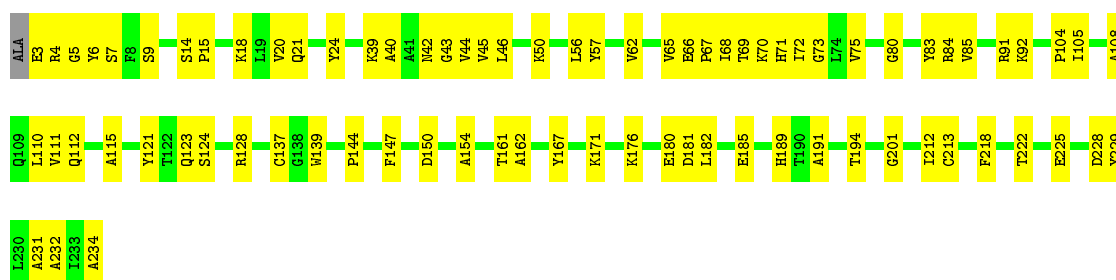 ALA E3 R4 G5 Y6 S7 F8 S9 S14 P15 K18 L19 V20 Q21 Y24 K39 A40 A41 N42 G43 V44 V45 L46 K50 L56 Y57 V62 V65 E66 P67 I68 T69 K70 H71 I72 G73 L74 V75 G80 Y83 R84 V85 R91 K92 P104 I105 A108
Q109 L110 V111 Q112 A115 Y121 T122 Q123 S124 R128 C137 G138 W139 P144 F147 D150 A154 T161 A162 Y167 K171 K176 E180 D181 L182 E185 H189 T190 A191 T194 G201 I212 C213 F218 T222 E225 D228 Y229
L230 A231 A232 I233 A234